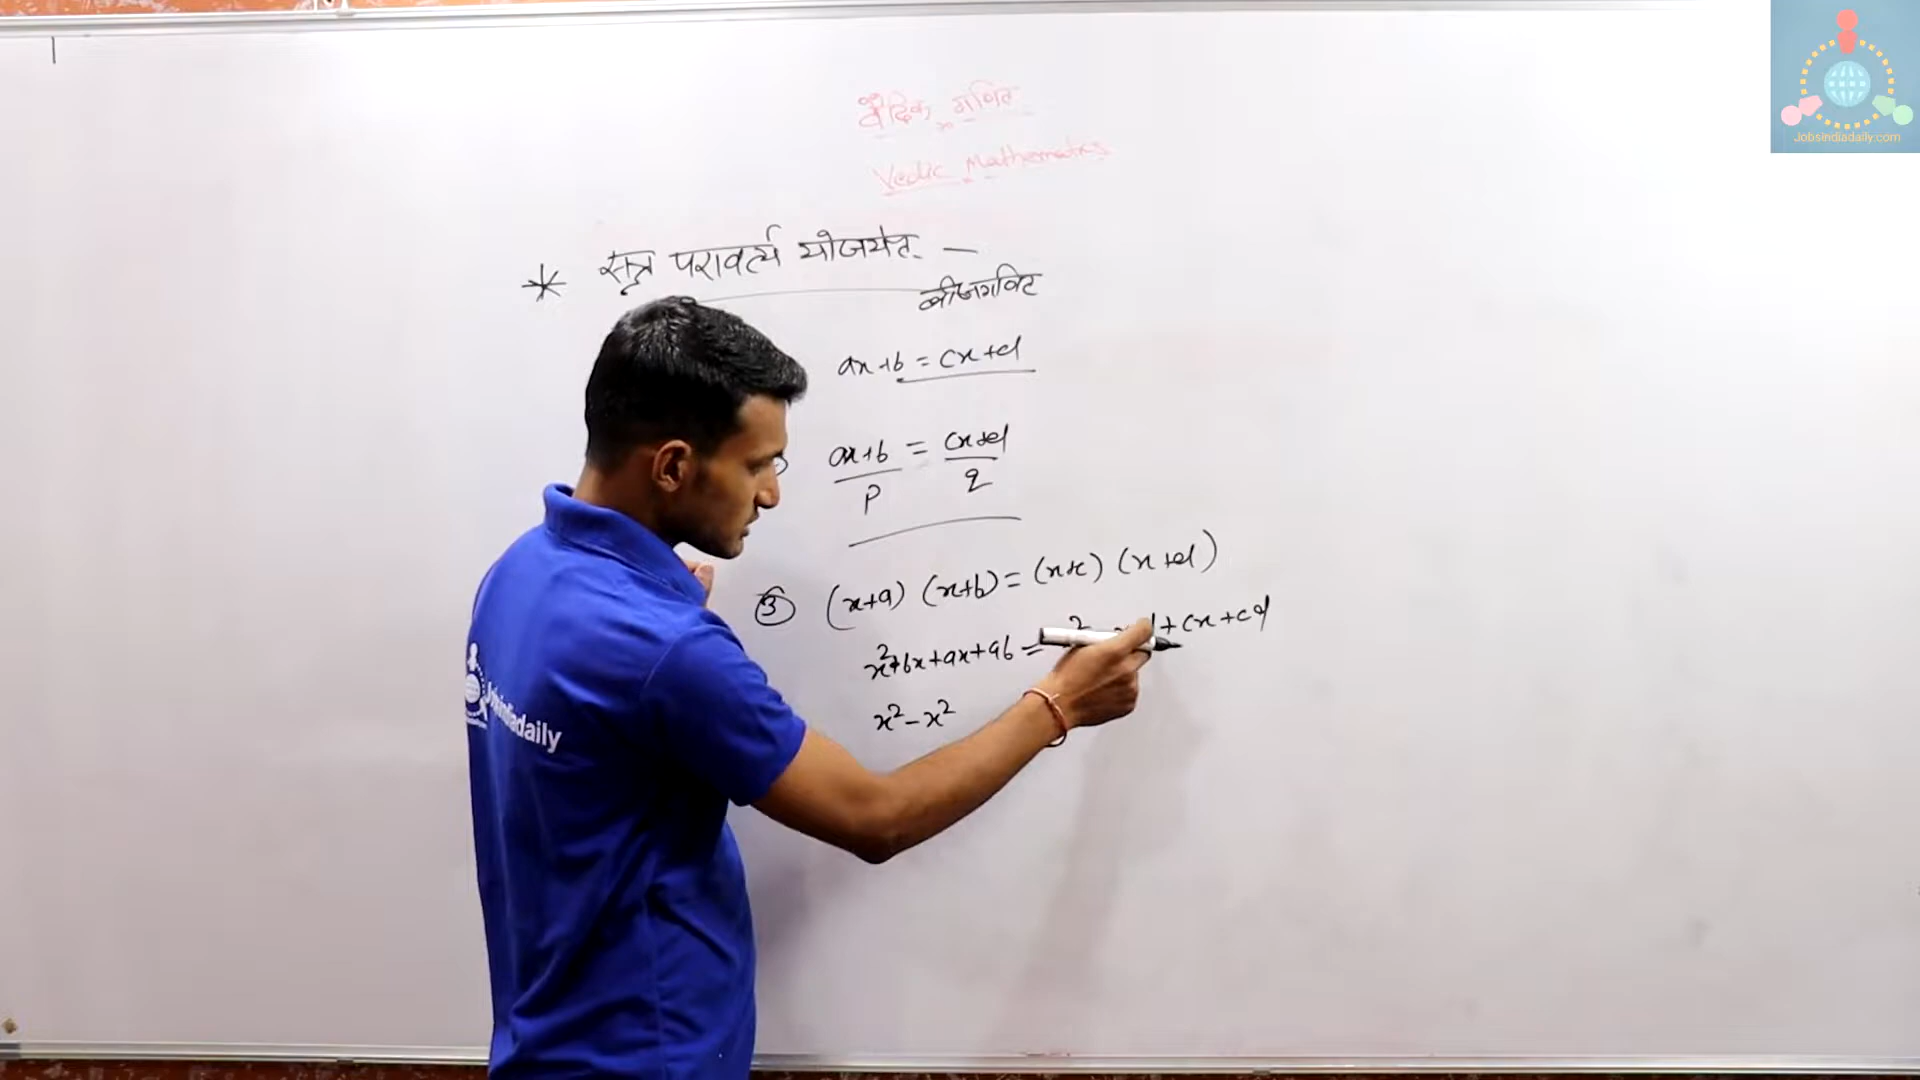 Jobsindiadaily.com
वैदिक गणित
Vedic Mathematics
* सूत्र परावर्त्य योजयेत् -
बीजगणित
ax+b = cx+d
ax+b / p = cx+d / q
③ (x+a) (x+b) = (x+c) (x+d)
x²+bx+ax+ab = +cx+cd
x²-x²
Jobsindiadaily